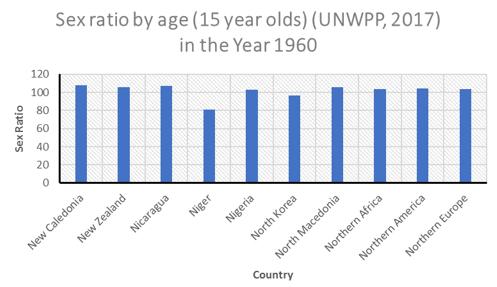 Sex ratio by age (15 year olds) (UNWPP, 2017)
in the Year 1960
120
100
80
60
40
20
0
Sex Ratio
New Caledonia
New Zealand
Nicaragua
Niger
Nigeria
North Korea
North Macedonia
Northern Africa
Northern America
Northern Europe
Country